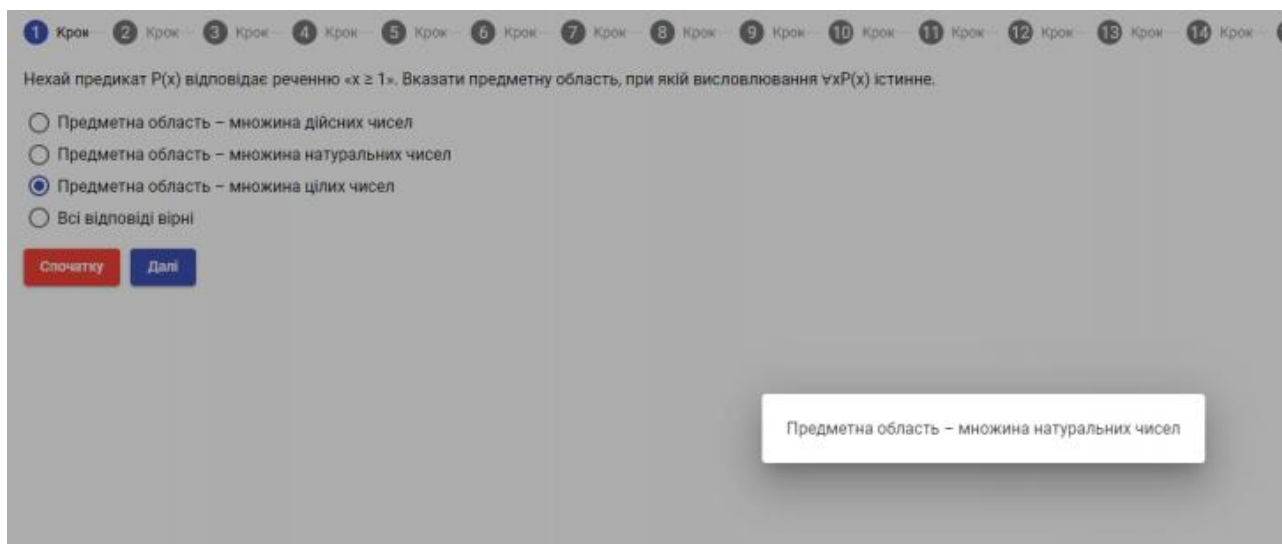 1 Крок 2 Крок 3 Крок 4 Крок 5 Крок 6 Крок 7 Крок 8 Крок 9 Крок 10 Крок 11 Крок 12 Крок 13 Крок 14 Крок
Нехай предикат P(x) відповідає реченню «x ≥ 1». Вказати предметну область, при якій висловлювання ∀xP(x) істинне.
Предметна область – множина дійсних чисел
Предметна область – множина натуральних чисел
Предметна область – множина цілих чисел
Всі відповіді вірні
Спочатку Далі
Предметна область – множина натуральних чисел